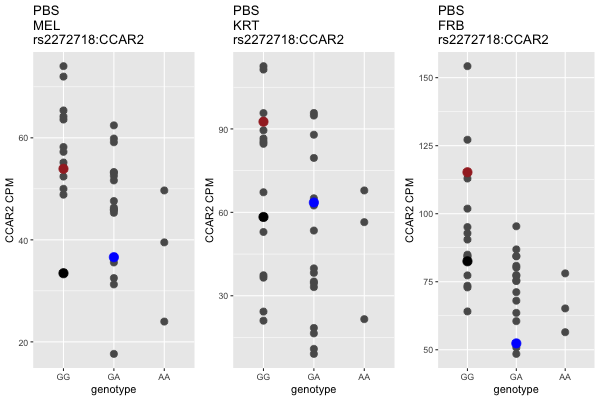 PBS
MEL
rs2272718:CCAR2
CCAR2 CPM
60
40
20
GG
GA
AA
genotype
PBS
KRT
rs2272718:CCAR2
CCAR2 CPM
90
60
30
GG
GA
AA
genotype
PBS
FRB
rs2272718:CCAR2
CCAR2 CPM
150
125
100
75
50
GG
GA
AA
genotype